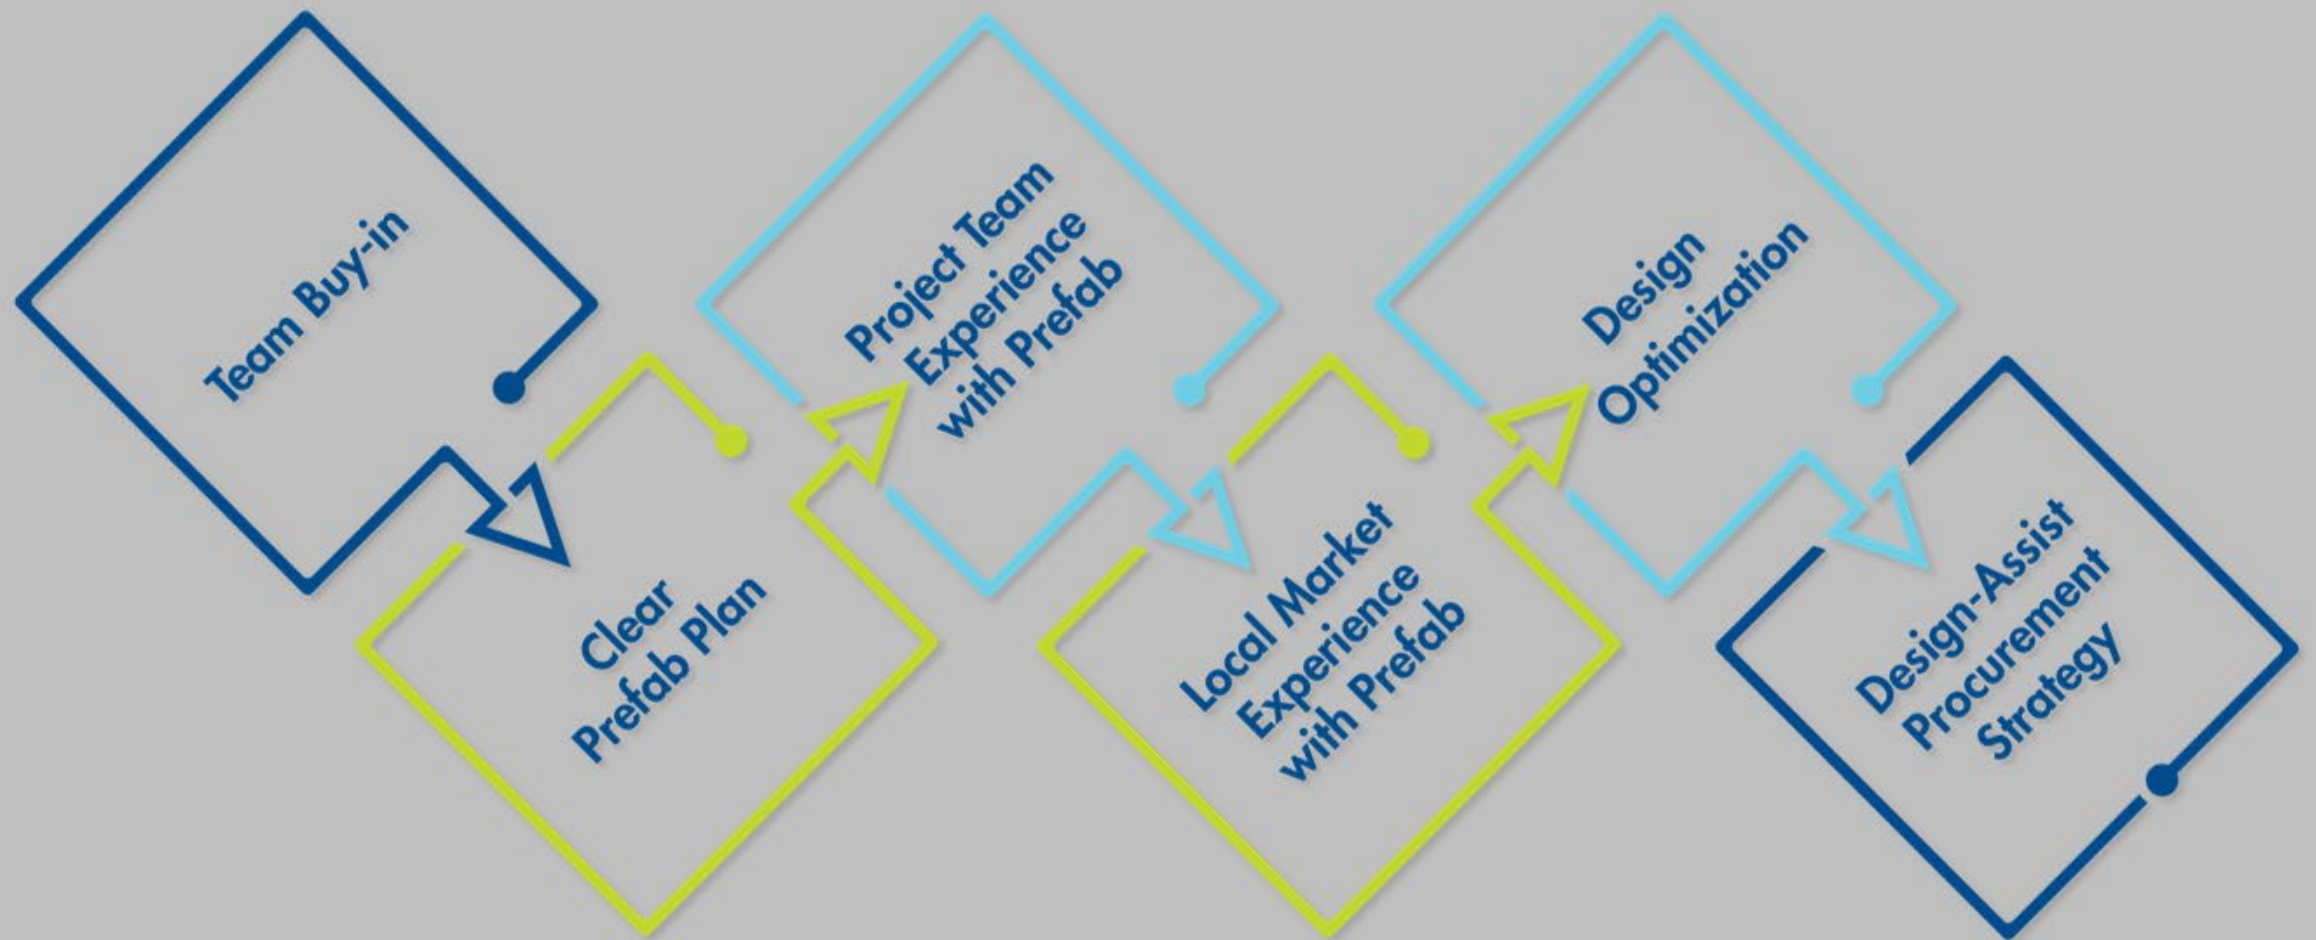 Team Buy-in
Clear
Prefab Plan
Project Team
Experience
with Prefab
Local Market
Experience
with Prefab
Design
Optimization
Design-Assist
Procurement
Strategy